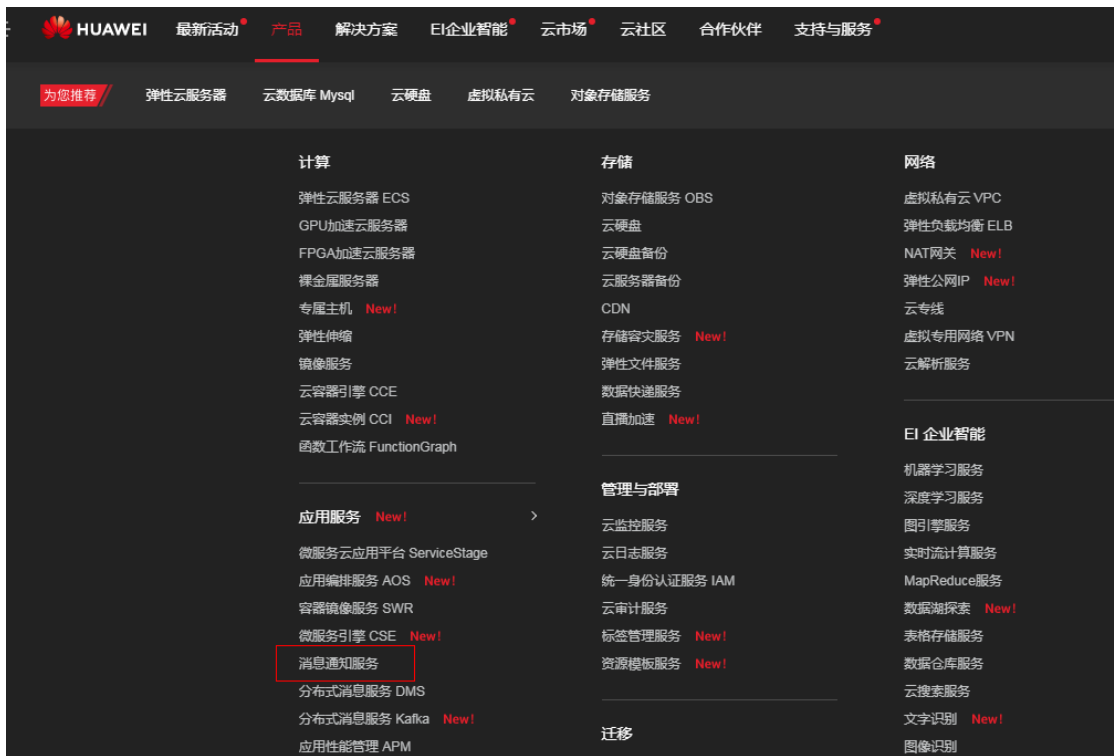 HUAWEI 最新活动 产品 解决方案 EI企业智能 云市场 云社区 合作伙伴 支持与服务
为您推荐 弹性云服务器 云数据库 Mysql 云硬盘 虚拟私有云 对象存储服务
计算
弹性云服务器 ECS
GPU加速云服务器
FPGA加速云服务器
裸金属服务器
专属主机 New!
弹性伸缩
镜像服务
云容器引擎 CCE
云容器实例 CCI New!
函数工作流 FunctionGraph
应用服务 New! >
微服务云应用平台 ServiceStage
应用编排服务 AOS New!
容器镜像服务 SWR
微服务引擎 CSE New!
消息通知服务
分布式消息服务 DMS
分布式消息服务 Kafka New!
应用性能管理 APM
存储
对象存储服务 OBS
云硬盘
云硬盘备份
云服务器备份
CDN
存储容灾服务 New!
弹性文件服务
数据快递服务
直播加速 New!
管理与部署
云监控服务
云日志服务
统一身份认证服务 IAM
云审计服务
标签管理服务 New!
资源模板服务 New!
迁移
网络
虚拟私有云 VPC
弹性负载均衡 ELB
NAT网关 New!
弹性公网IP New!
云专线
虚拟专用网络 VPN
云解析服务
EI 企业智能
机器学习服务
深度学习服务
图引擎服务
实时流计算服务
MapReduce服务
数据湖探索 New!
表格存储服务
数据仓库服务
云搜索服务
文字识别 New!
图像识别